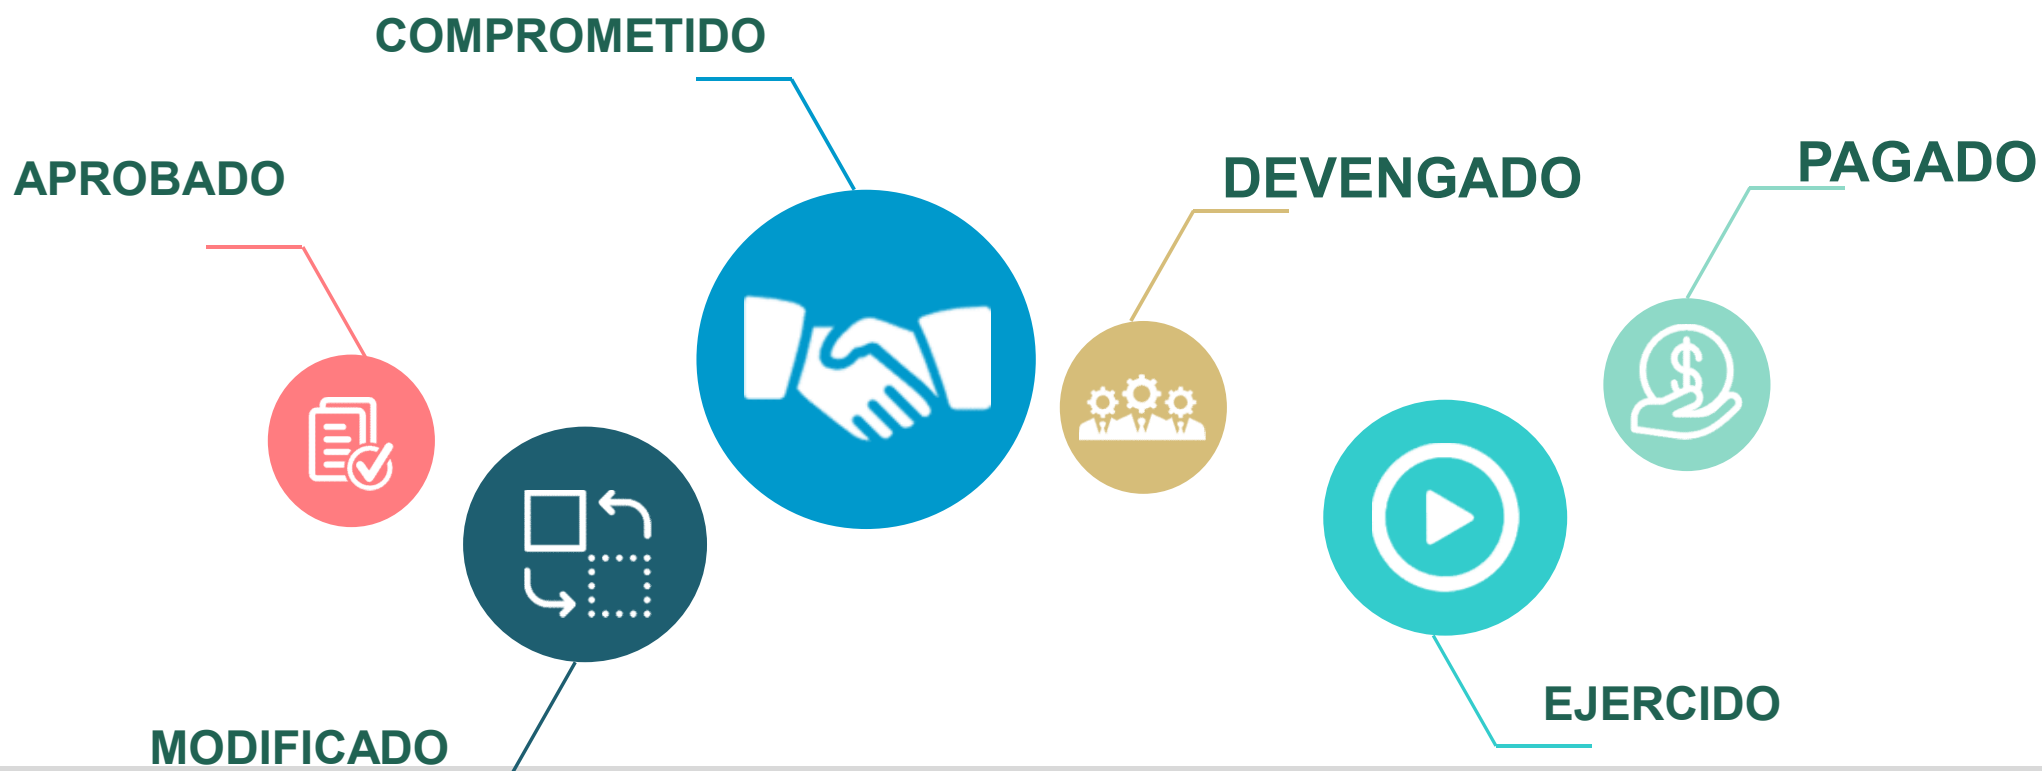 COMPROMETIDO
APROBADO
DEVENGADO
PAGADO
MODIFICADO
EJERCIDO